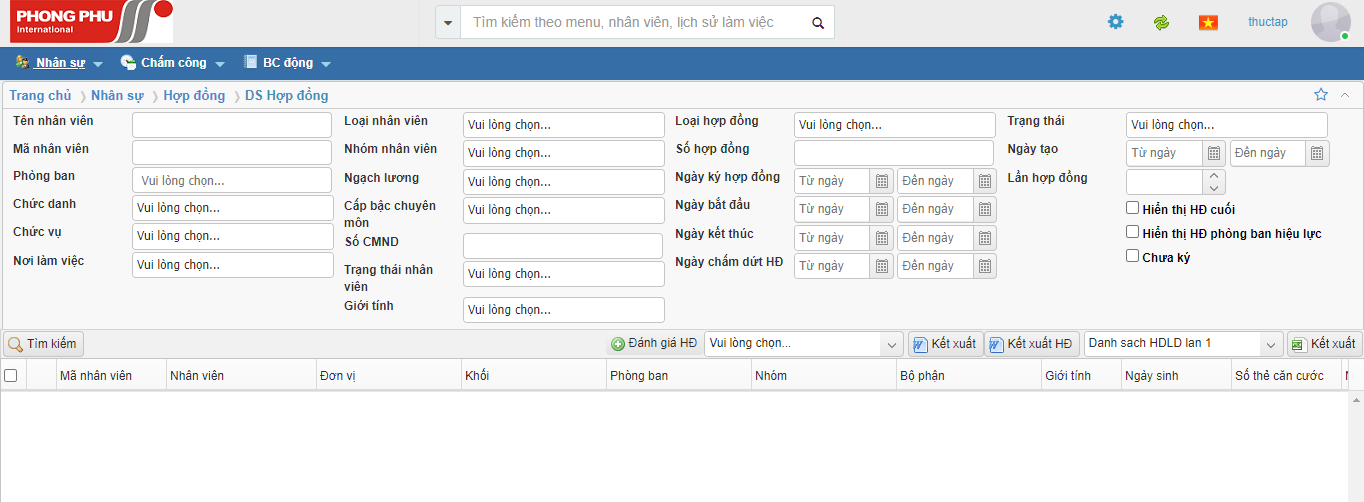 PHONG PHU
International
Tìm kiếm theo menu, nhân viên, lịch sử làm việc
thuctap
Nhân sự Chấm công BC động
Trang chủ Nhân sự Hợp đồng DS Hợp đồng
Tên nhân viên Loại nhân viên Vui lòng chọn... Loại hợp đồng Vui lòng chọn... Trạng thái Vui lòng chọn...
Mã nhân viên Nhóm nhân viên Vui lòng chọn... Số hợp đồng Ngày tạo Từ ngày Đến ngày
Phòng ban Vui lòng chọn... Ngạch lương Vui lòng chọn... Ngày ký hợp đồng Từ ngày Đến ngày Lần hợp đồng
Chức danh Vui lòng chọn... Cấp bậc chuyên môn Vui lòng chọn... Ngày bắt đầu Từ ngày Đến ngày Hiển thị HĐ cuối
Chức vụ Vui lòng chọn... Số CMND Ngày kết thúc Từ ngày Đến ngày Hiển thị HĐ phòng ban hiệu lực
Nơi làm việc Vui lòng chọn... Trạng thái nhân viên Vui lòng chọn... Ngày chấm dứt HĐ Từ ngày Đến ngày Chưa ký
Giới tính Vui lòng chọn...
Tìm kiếm Đánh giá HĐ Vui lòng chọn... Kết xuất Kết xuất HĐ Danh sach HDLD lan 1 Kết xuất
Mã nhân viên Nhân viên Đơn vị Khối Phòng ban Nhóm Bộ phận Giới tính Ngày sinh Số thẻ căn cước